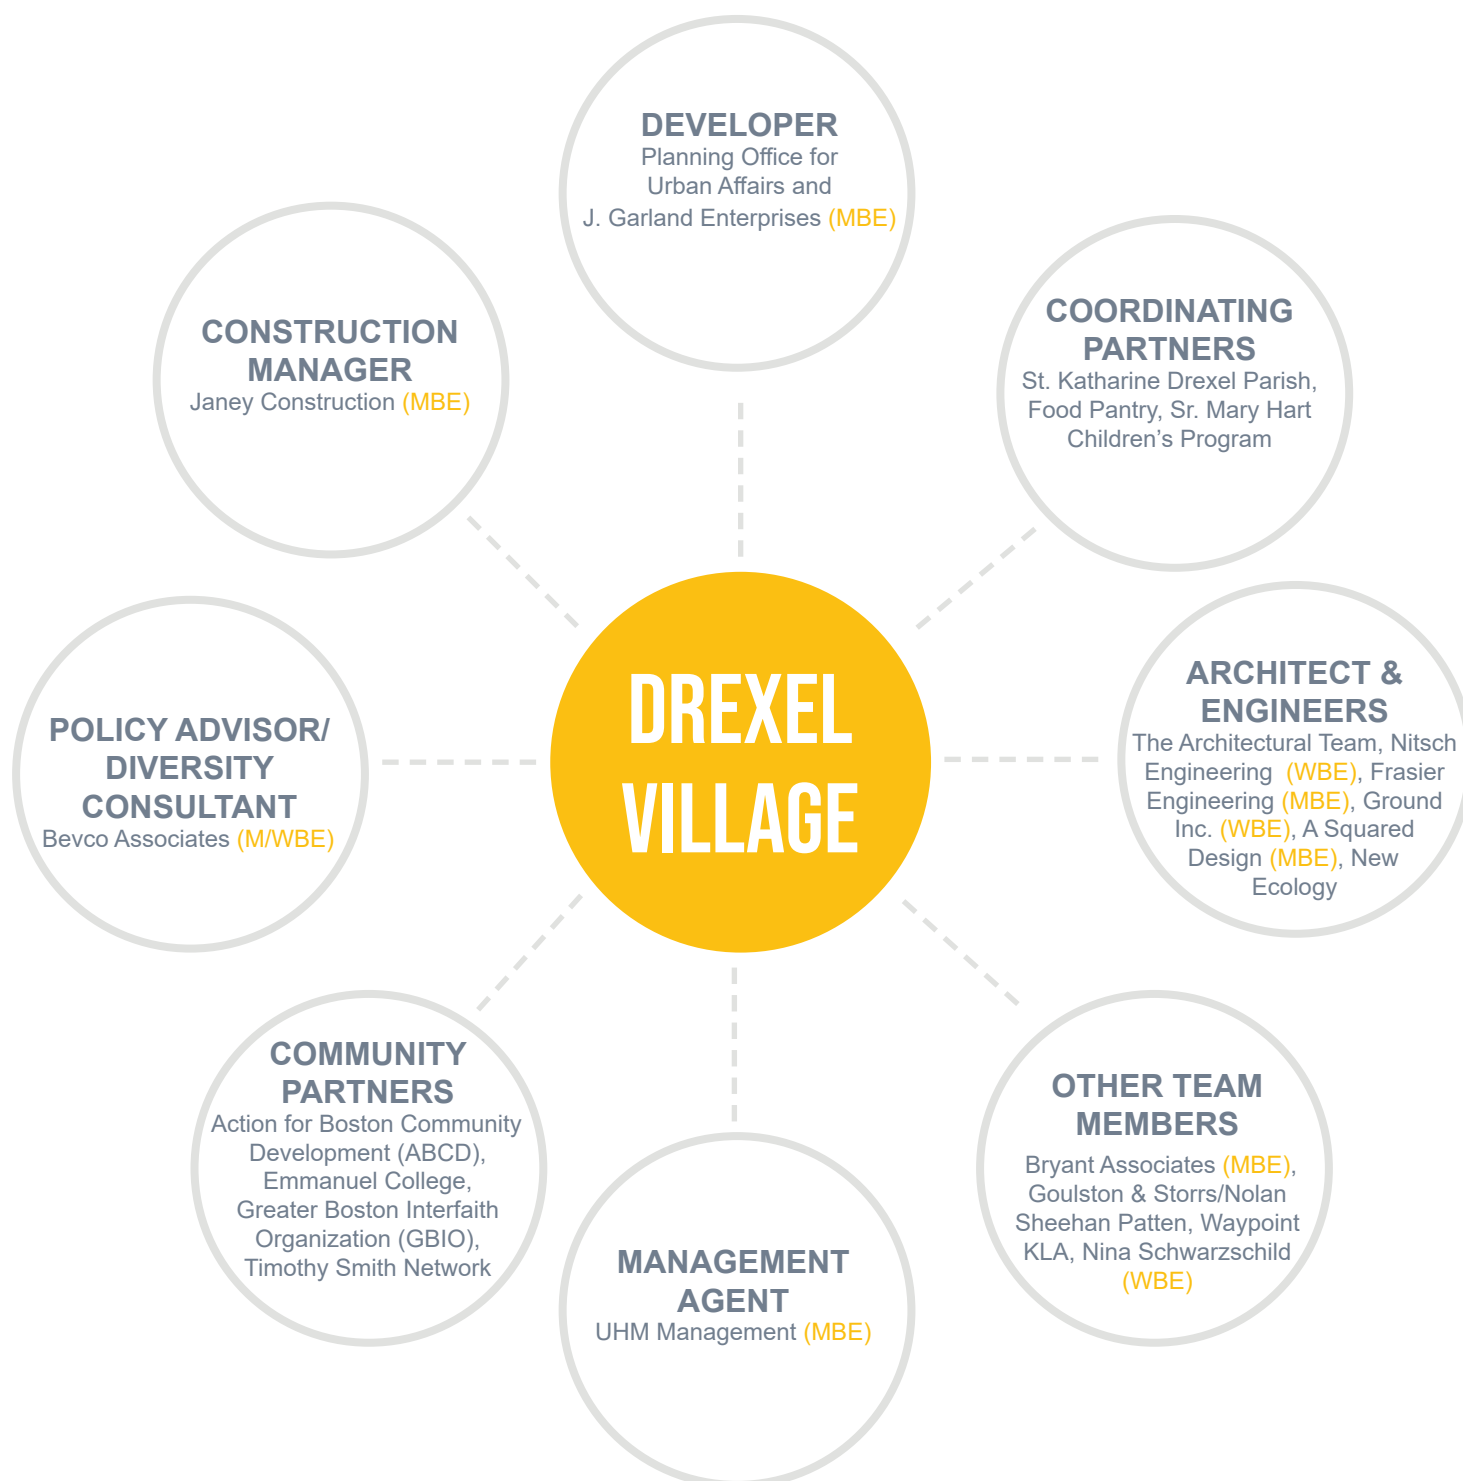 DEVELOPER
Planning Office for
Urban Affairs and
J. Garland Enterprises (MBE)
CONSTRUCTION
MANAGER
Janey Construction (MBE)
COORDINATING
PARTNERS
St. Katharine Drexel Parish,
Food Pantry, Sr. Mary Hart
Children’s Program
POLICY ADVISOR/
DIVERSITY
CONSULTANT
Bevco Associates (M/WBE)
DREXEL
VILLAGE
ARCHITECT &
ENGINEERS
The Architectural Team, Nitsch
Engineering (WBE), Frasier
Engineering (MBE), Ground
Inc. (WBE), A Squared
Design (MBE), New
Ecology
COMMUNITY
PARTNERS
Action for Boston Community
Development (ABCD),
Emmanuel College,
Greater Boston Interfaith
Organization (GBIO),
Timothy Smith Network
MANAGEMENT
AGENT
UHM Management (MBE)
OTHER TEAM
MEMBERS
Bryant Associates (MBE),
Goulston & Storrs/Nolan
Sheehan Patten, Waypoint
KLA, Nina Schwarzschild
(WBE)